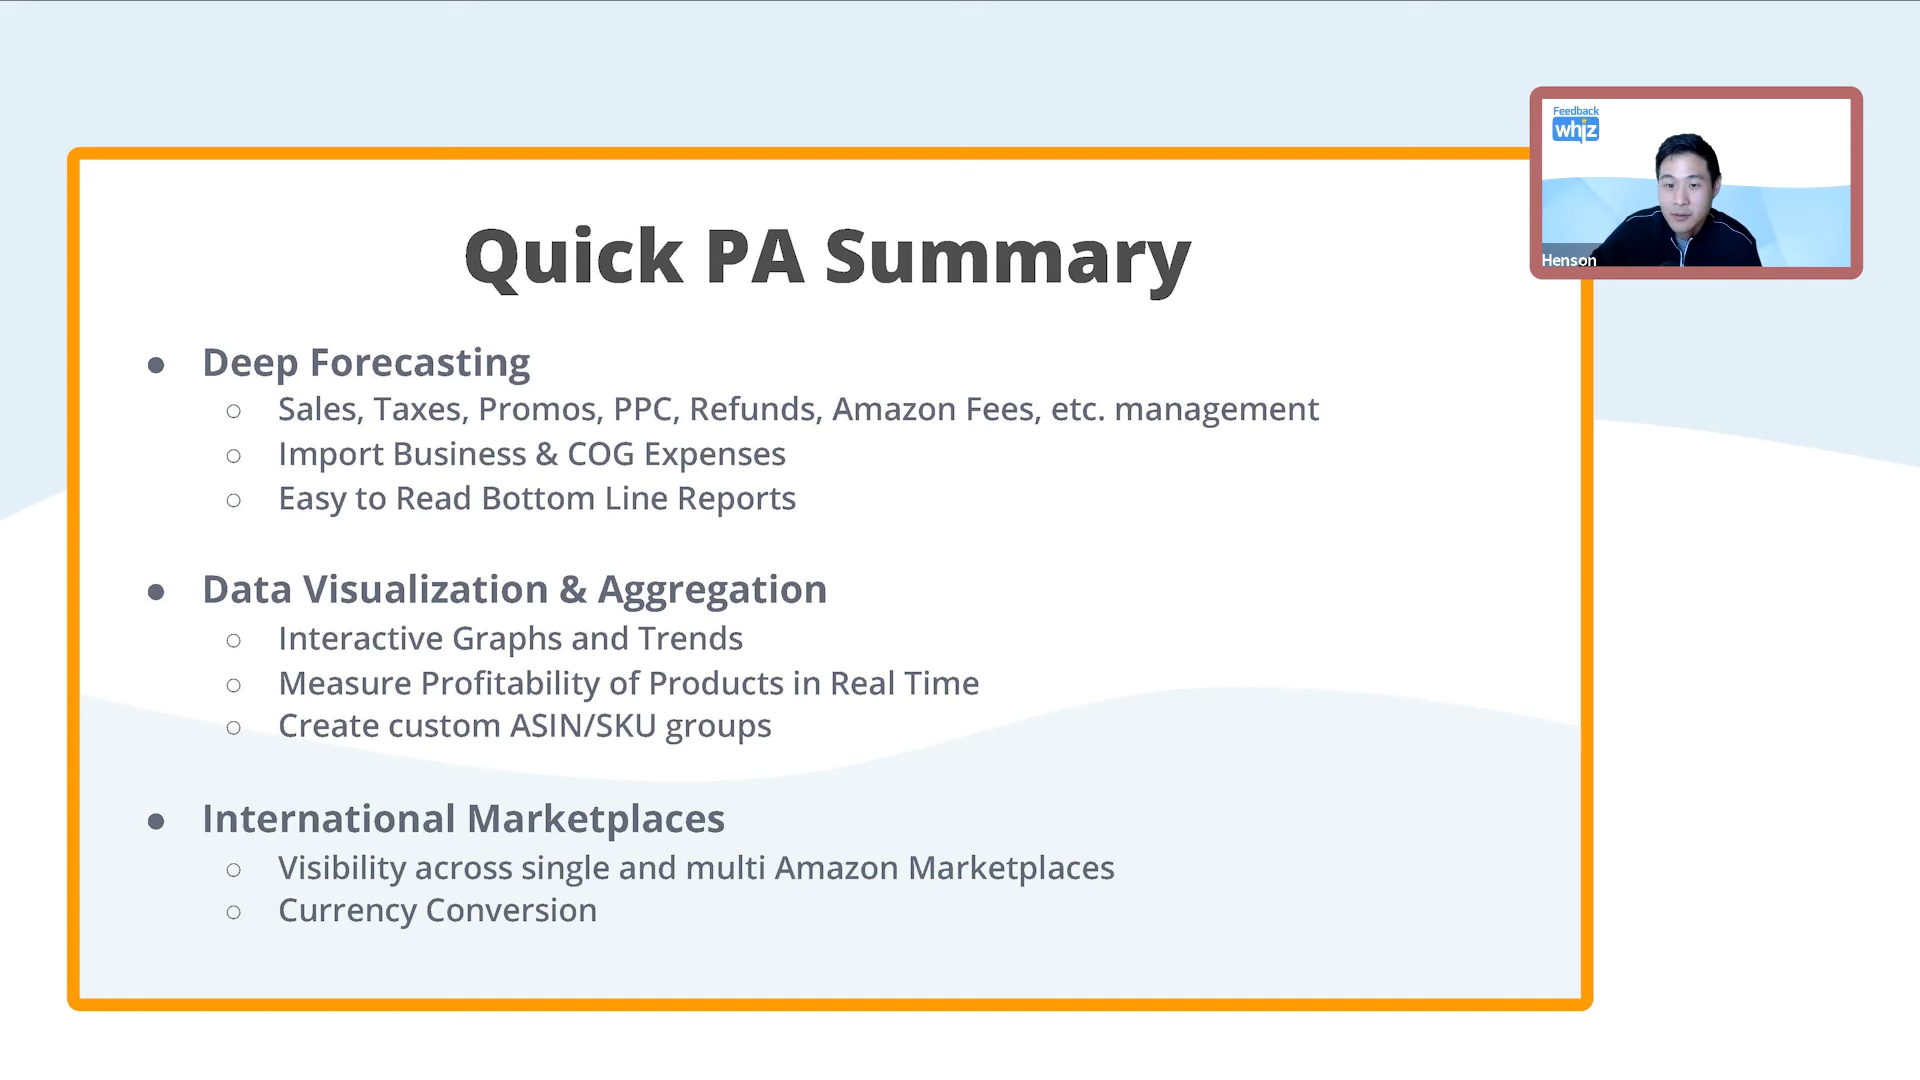 Feedback
whiz
Henson
Quick PA Summary
● Deep Forecasting
○ Sales, Taxes, Promos, PPC, Refunds, Amazon Fees, etc. management
○ Import Business & COG Expenses
○ Easy to Read Bottom Line Reports
● Data Visualization & Aggregation
○ Interactive Graphs and Trends
○ Measure Profitability of Products in Real Time
○ Create custom ASIN/SKU groups
● International Marketplaces
○ Visibility across single and multi Amazon Marketplaces
○ Currency Conversion